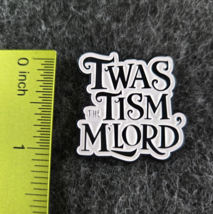 0 inch
1
TWAS
THE TISM,
M'LORD